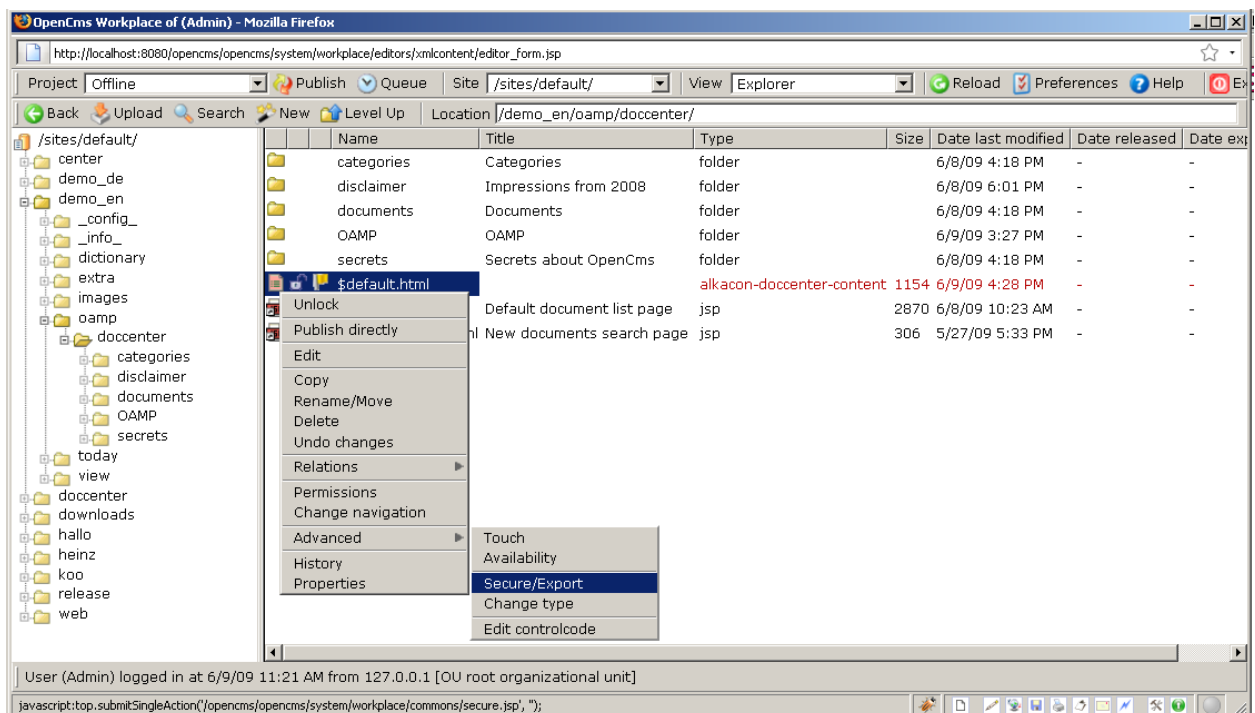 OpenCms Workplace of (Admin) - Mozilla Firefox
http://localhost:8080/opencms/opencms/system/workplace/editors/xmlcontent/editor_form.jsp
Project Offline Publish Queue Site /sites/default/ View Explorer Reload Preferences Help Ex
Back Upload Search New Level Up Location /demo_en/oamp/doccenter/
/sites/default/
center
demo_de
demo_en
_config_
_info_
dictionary
extra
images
oamp
doccenter
categories
disclaimer
documents
OAMP
secrets
today
view
doccenter
downloads
hallo
heinz
koo
release
web
Name Title Type Size Date last modified Date released Date exp
categories Categories folder 6/8/09 4:18 PM - -
disclaimer Impressions from 2008 folder 6/8/09 6:01 PM - -
documents Documents folder 6/8/09 4:18 PM - -
OAMP OAMP folder 6/9/09 3:27 PM - -
secrets Secrets about OpenCms folder 6/8/09 4:18 PM - -
$default.html alkacon-doccenter-content 1154 6/9/09 4:28 PM - -
Default document list page jsp 2870 6/8/09 10:23 AM - -
New documents search page jsp 306 5/27/09 5:33 PM - -
Unlock
Publish directly
Edit
Copy
Rename/Move
Delete
Undo changes
Relations
Permissions
Change navigation
Advanced
History
Properties
Touch
Availability
Secure/Export
Change type
Edit controlcode
User (Admin) logged in at 6/9/09 11:21 AM from 127.0.0.1 [OU root organizational unit]
javascript:top.submitSingleAction('/opencms/opencms/system/workplace/commons/secure.jsp', '');